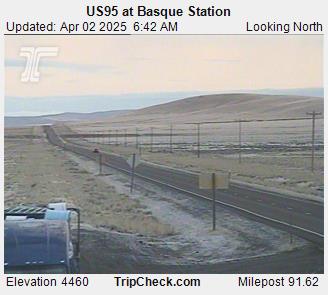 US95 at Basque Station
Updated: Apr 02 2025 6:42 AM Looking North
Elevation 4460 TripCheck.com Milepost 91.62